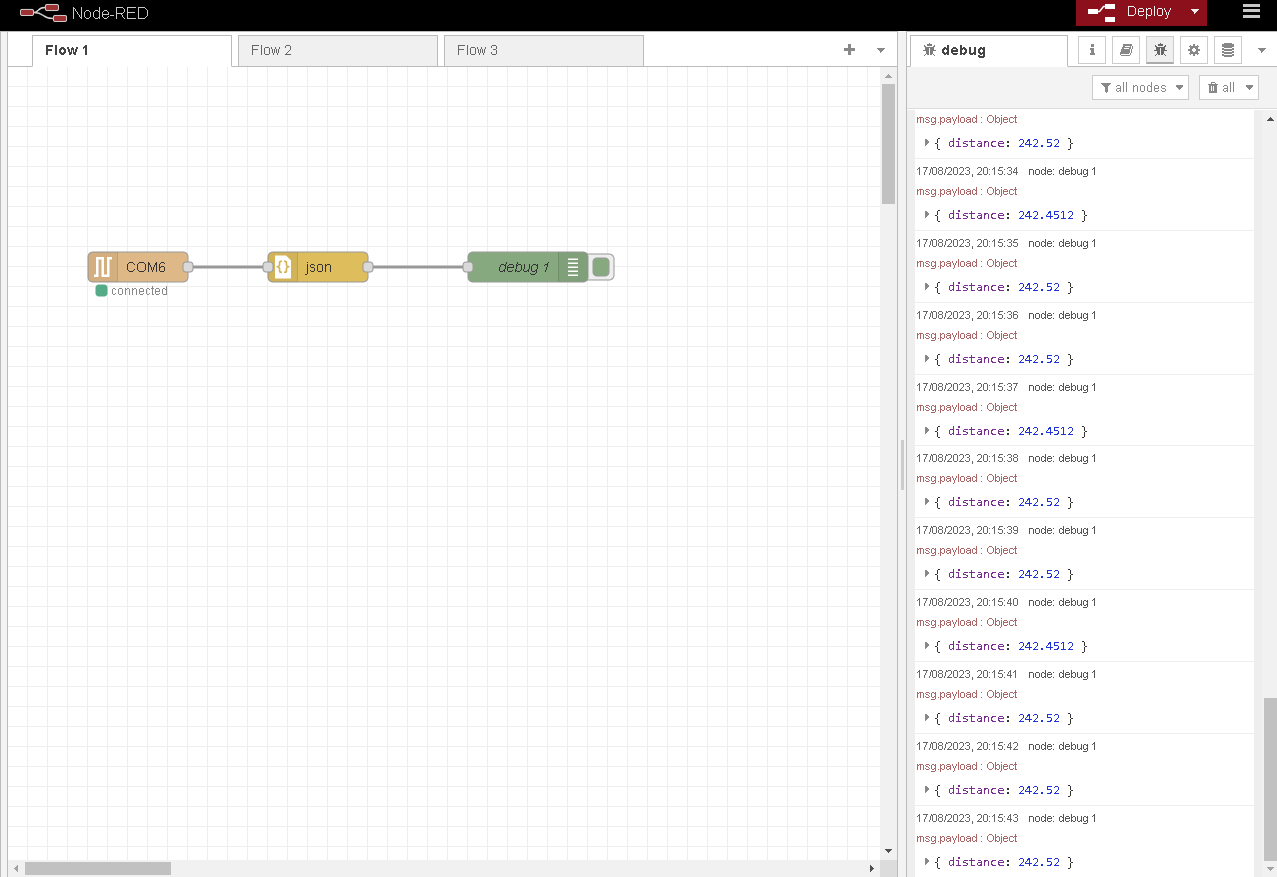 Node-RED
Deploy
Flow 1
Flow 2
Flow 3
debug
all nodes
all
COM6
connected
json
debug 1
msg.payload : Object
{ distance: 242.52 }
17/08/2023, 20:15:34 node: debug 1
msg.payload : Object
{ distance: 242.4512 }
17/08/2023, 20:15:35 node: debug 1
msg.payload : Object
{ distance: 242.52 }
17/08/2023, 20:15:36 node: debug 1
msg.payload : Object
{ distance: 242.52 }
17/08/2023, 20:15:37 node: debug 1
msg.payload : Object
{ distance: 242.4512 }
17/08/2023, 20:15:38 node: debug 1
msg.payload : Object
{ distance: 242.52 }
17/08/2023, 20:15:39 node: debug 1
msg.payload : Object
{ distance: 242.52 }
17/08/2023, 20:15:40 node: debug 1
msg.payload : Object
{ distance: 242.4512 }
17/08/2023, 20:15:41 node: debug 1
msg.payload : Object
{ distance: 242.52 }
17/08/2023, 20:15:42 node: debug 1
msg.payload : Object
{ distance: 242.52 }
17/08/2023, 20:15:43 node: debug 1
msg.payload : Object
{ distance: 242.52 }